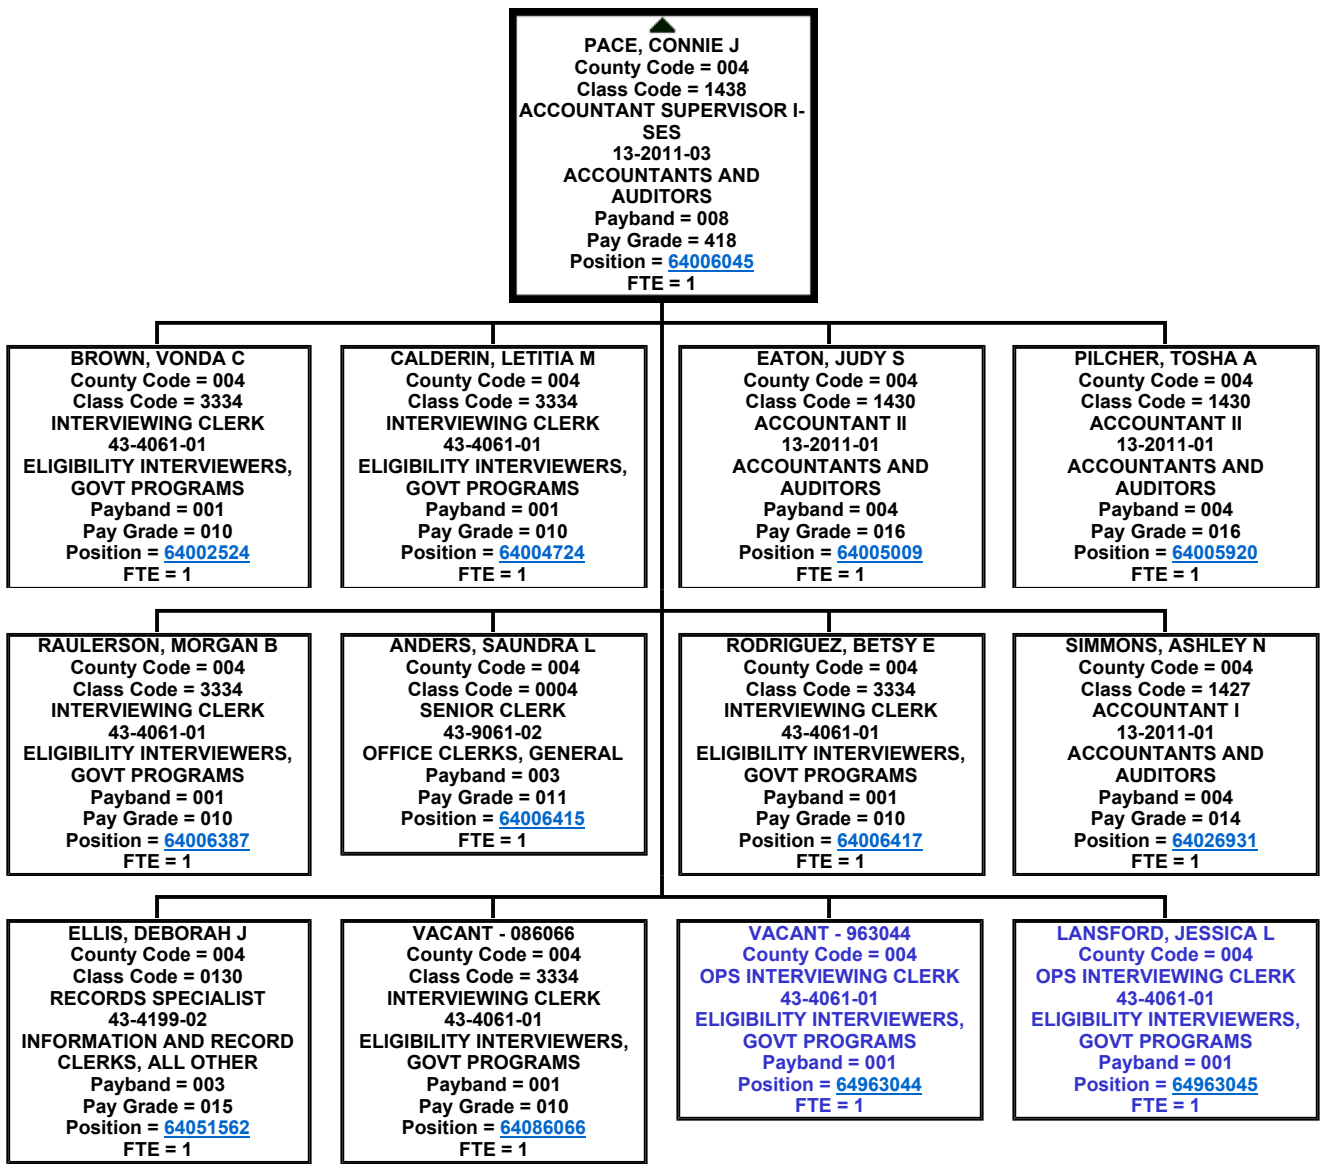 PACE, CONNIE J
County Code = 004
Class Code = 1438
ACCOUNTANT SUPERVISOR I-
SES
13-2011-03
ACCOUNTANTS AND
AUDITORS
Payband = 008
Pay Grade = 418
Position = 64006045
FTE = 1
BROWN, VONDA C
County Code = 004
Class Code = 3334
INTERVIEWING CLERK
43-4061-01
ELIGIBILITY INTERVIEWERS,
GOVT PROGRAMS
Payband = 001
Pay Grade = 010
Position = 64002524
FTE = 1
CALDERIN, LETITIA M
County Code = 004
Class Code = 3334
INTERVIEWING CLERK
43-4061-01
ELIGIBILITY INTERVIEWERS,
GOVT PROGRAMS
Payband = 001
Pay Grade = 010
Position = 64004724
FTE = 1
EATON, JUDY S
County Code = 004
Class Code = 1430
ACCOUNTANT II
13-2011-01
ACCOUNTANTS AND
AUDITORS
Payband = 004
Pay Grade = 016
Position = 64005009
FTE = 1
PILCHER, TOSHA A
County Code = 004
Class Code = 1430
ACCOUNTANT II
13-2011-01
ACCOUNTANTS AND
AUDITORS
Payband = 004
Pay Grade = 016
Position = 64005920
FTE = 1
RAULERSON, MORGAN B
County Code = 004
Class Code = 3334
INTERVIEWING CLERK
43-4061-01
ELIGIBILITY INTERVIEWERS,
GOVT PROGRAMS
Payband = 001
Pay Grade = 010
Position = 64006387
FTE = 1
ANDERS, SAUNDRA L
County Code = 004
Class Code = 0004
SENIOR CLERK
43-9061-02
OFFICE CLERKS, GENERAL
Payband = 003
Pay Grade = 011
Position = 64006415
FTE = 1
RODRIGUEZ, BETSY E
County Code = 004
Class Code = 3334
INTERVIEWING CLERK
43-4061-01
ELIGIBILITY INTERVIEWERS,
GOVT PROGRAMS
Payband = 001
Pay Grade = 010
Position = 64006417
FTE = 1
SIMMONS, ASHLEY N
County Code = 004
Class Code = 1427
ACCOUNTANT I
13-2011-01
ACCOUNTANTS AND
AUDITORS
Payband = 004
Pay Grade = 014
Position = 64026931
FTE = 1
ELLIS, DEBORAH J
County Code = 004
Class Code = 0130
RECORDS SPECIALIST
43-4199-02
INFORMATION AND RECORD
CLERKS, ALL OTHER
Payband = 003
Pay Grade = 015
Position = 64051562
FTE = 1
VACANT - 086066
County Code = 004
Class Code = 3334
INTERVIEWING CLERK
43-4061-01
ELIGIBILITY INTERVIEWERS,
GOVT PROGRAMS
Payband = 001
Pay Grade = 010
Position = 64086066
FTE = 1
VACANT - 963044
County Code = 004
OPS INTERVIEWING CLERK
43-4061-01
ELIGIBILITY INTERVIEWERS,
GOVT PROGRAMS
Payband = 001
Position = 64963044
FTE = 1
LANSFORD, JESSICA L
County Code = 004
OPS INTERVIEWING CLERK
43-4061-01
ELIGIBILITY INTERVIEWERS,
GOVT PROGRAMS
Payband = 001
Position = 64963045
FTE = 1